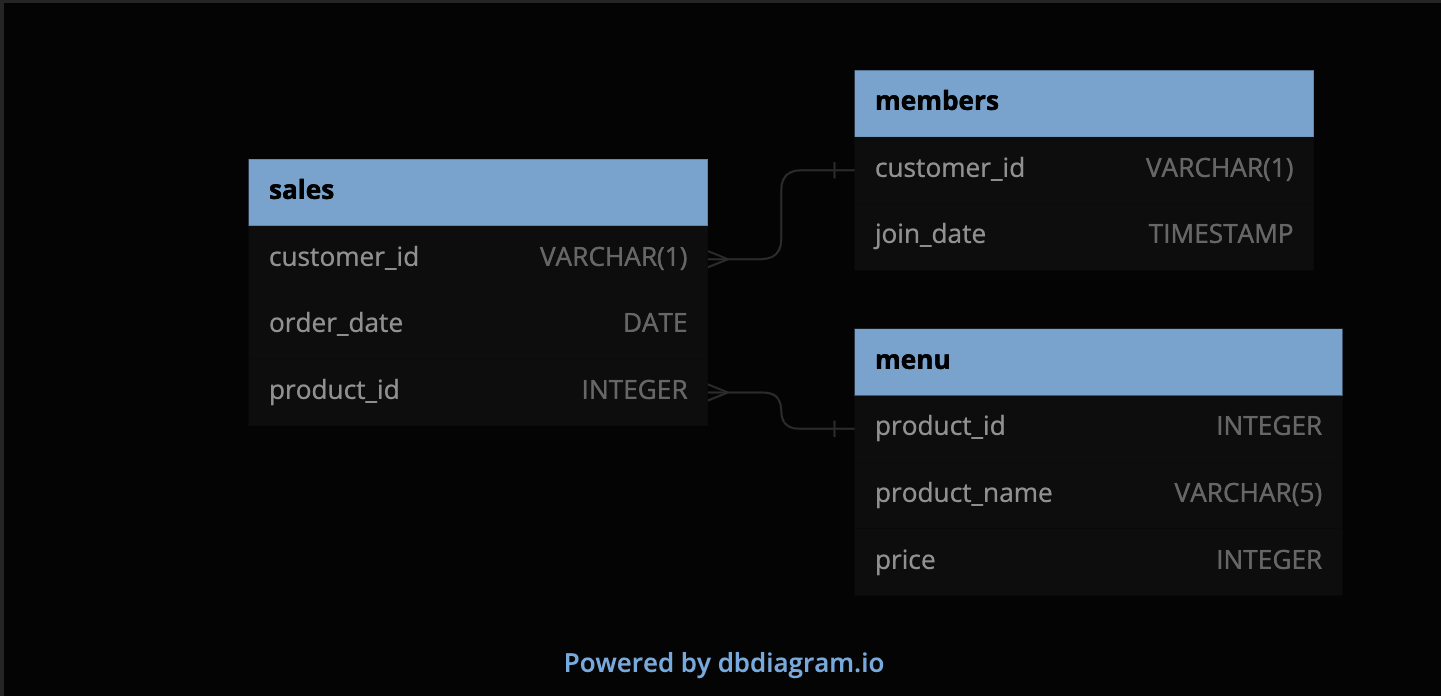 sales
customer_id VARCHAR(1)
order_date DATE
product_id INTEGER
members
customer_id VARCHAR(1)
join_date TIMESTAMP
menu
product_id INTEGER
product_name VARCHAR(5)
price INTEGER
Powered by dbdiagram.io